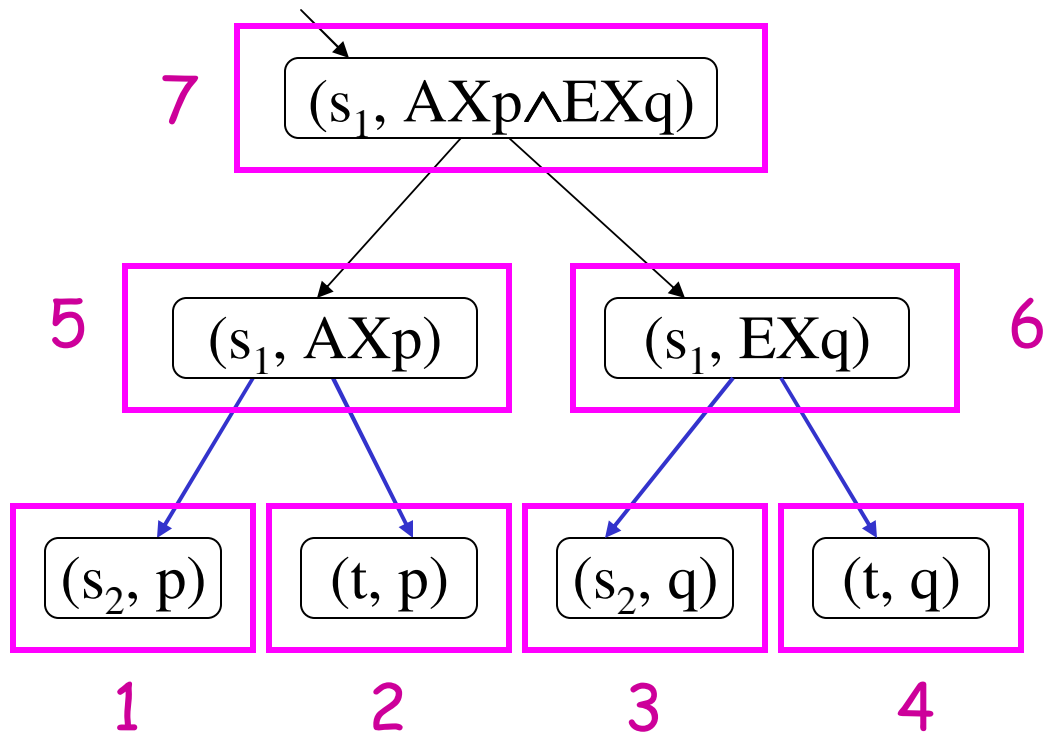 7
(s₁, AXp∧EXq)
5
(s₁, AXp)
(s₁, EXq)
6
(s₂, p)
(t, p)
(s₂, q)
(t, q)
1
2
3
4